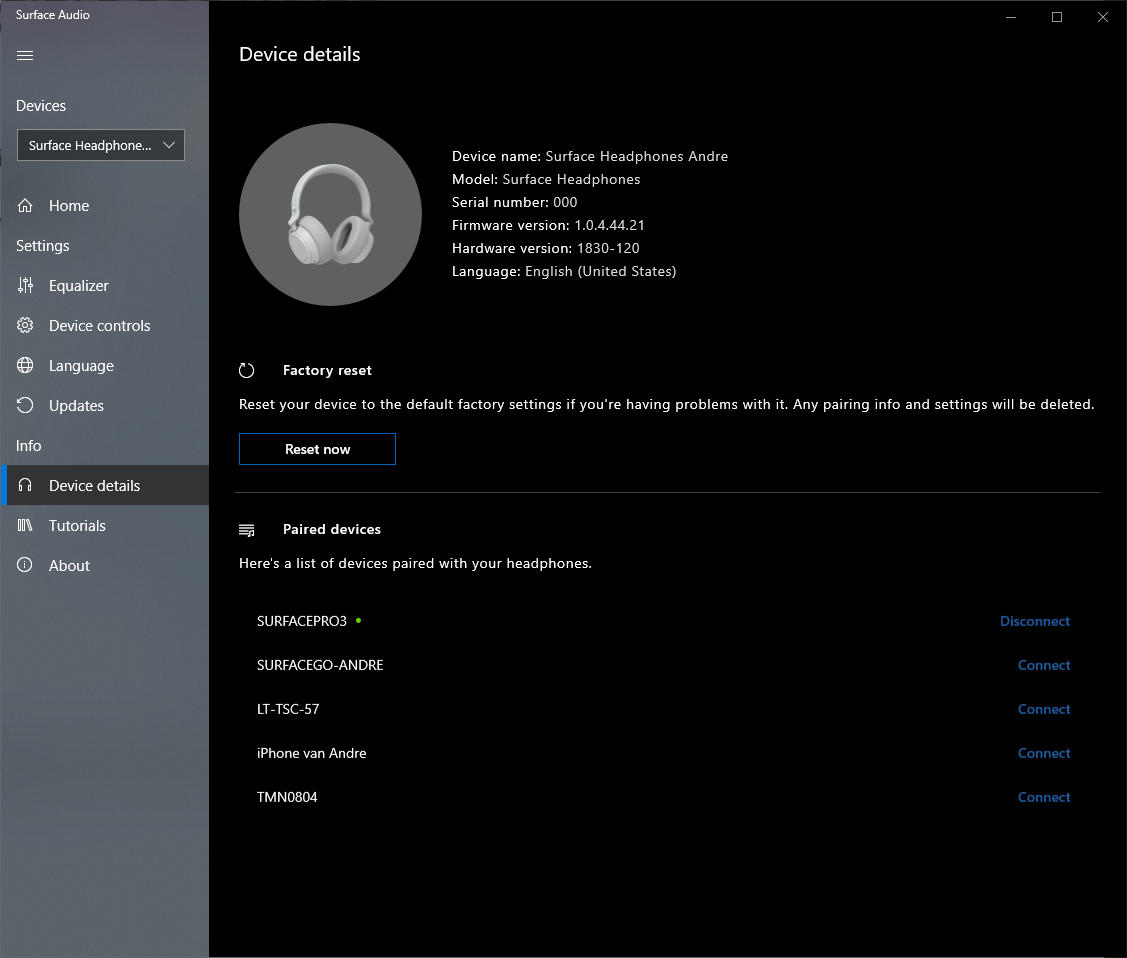 Surface Audio
Devices
Surface Headphone...
Home
Settings
Equalizer
Device controls
Language
Updates
Info
Device details
Tutorials
About
Device details
Device name: Surface Headphones Andre
Model: Surface Headphones
Serial number: 000
Firmware version: 1.0.4.44.21
Hardware version: 1830-120
Language: English (United States)
Factory reset
Reset your device to the default factory settings if you're having problems with it. Any pairing info and settings will be deleted.
Reset now
Paired devices
Here's a list of devices paired with your headphones.
SURFACEPRO3 Disconnect
SURFACEGO-ANDRE Connect
LT-TSC-57 Connect
iPhone van Andre Connect
TMN0804 Connect